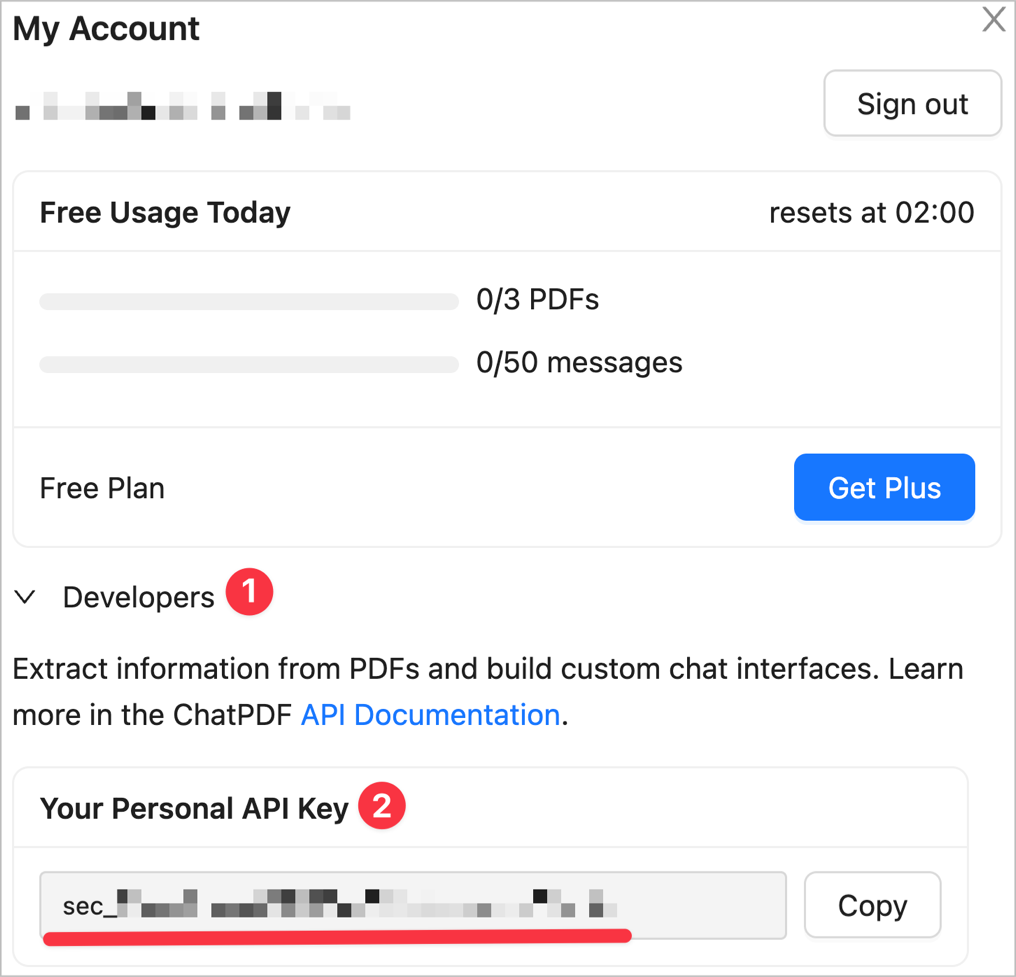 My Account
Sign out
Free Usage Today
resets at 02:00
0/3 PDFs
0/50 messages
Free Plan
Get Plus
Developers 1
Extract information from PDFs and build custom chat interfaces. Learn
more in the ChatPDF API Documentation.
Your Personal API Key 2
sec_
Copy